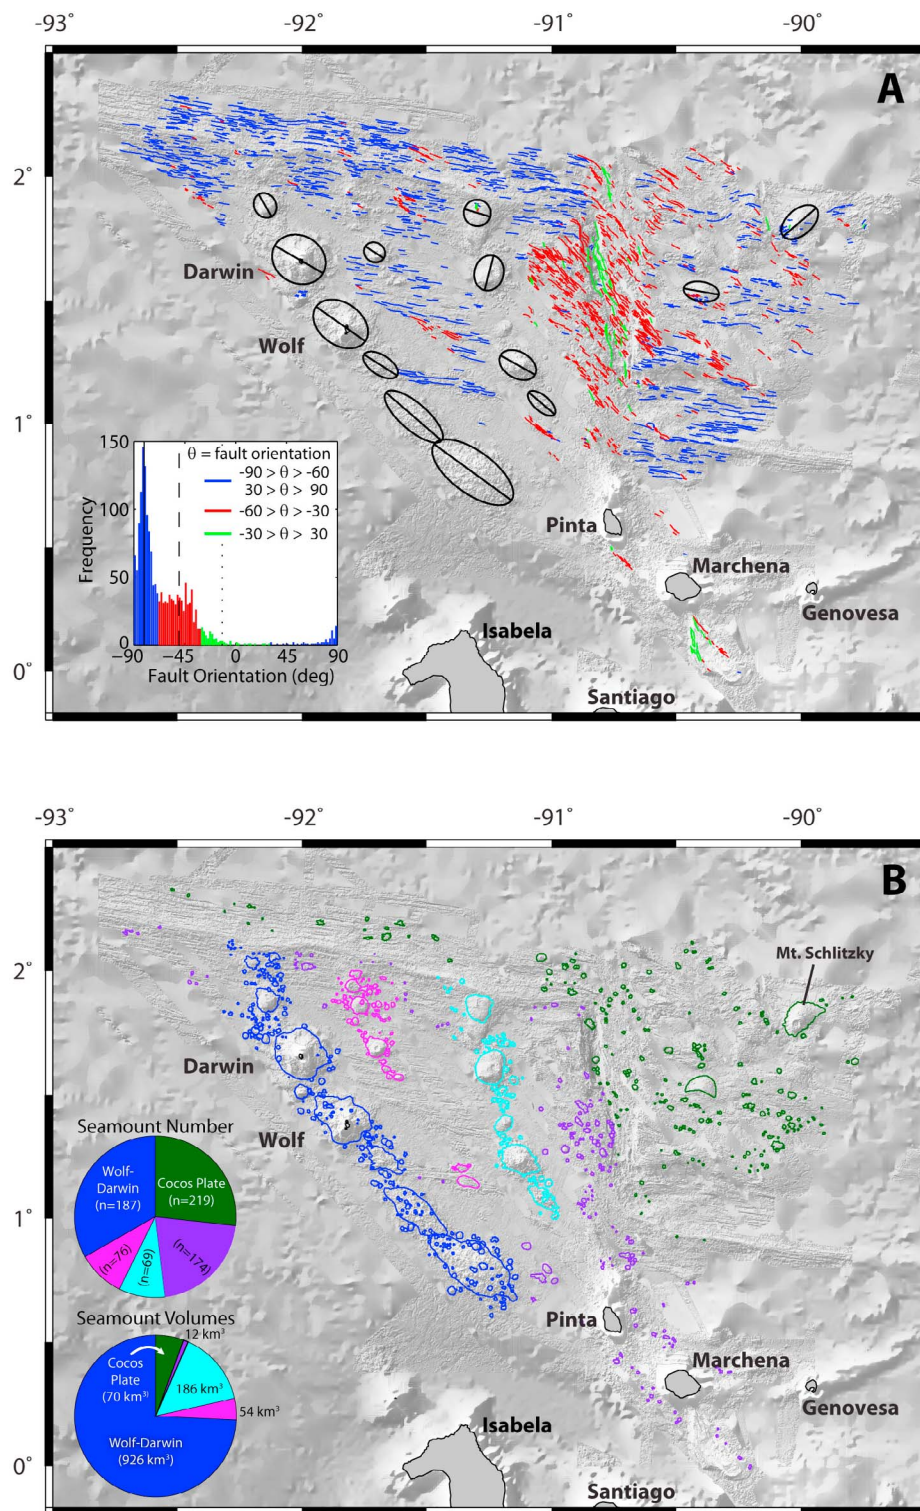 -93˚ -92˚ -91˚ -90˚
A
2˚
Darwin
Wolf
1˚
150
θ = fault orientation
-90 > θ > -60
30 > θ > 90
-60 > θ > -30
-30 > θ > 30
100
50
0
Frequency
−90 −45 0 45 90
Fault Orientation (deg)
Pinta
Marchena
Genovesa
Isabela
0˚
Santiago
-93˚ -92˚ -91˚ -90˚
B
Mt. Schlitzky
2˚
Darwin
Wolf
Seamount Number
Wolf-
Darwin
(n=187)
Cocos Plate
(n=219)
(n=76)
(n=69)
(n=174)
1˚
Seamount Volumes
12 km³
Cocos
Plate
(70 km³⁾
186 km³
54 km³
Wolf-Darwin
(926 km³)
Pinta
Marchena
Genovesa
Isabela
0˚
Santiago